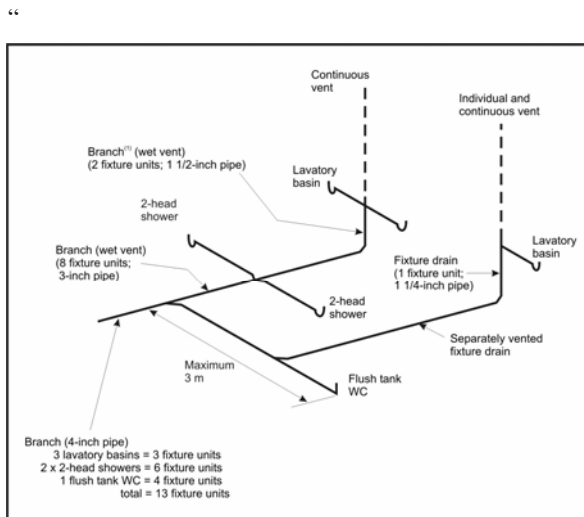 “
Continuous
vent
Individual and
continuous vent
Branch(1) (wet vent)
(2 fixture units; 1 1/2-inch pipe)
Lavatory
basin
2-head
shower
Branch (wet vent)
(8 fixture units;
3-inch pipe)
Fixture drain
(1 fixture unit;
1 1/4-inch pipe)
Lavatory
basin
2-head
shower
Separately vented
fixture drain
Maximum
3 m
Flush tank
WC
Branch (4-inch pipe)
3 lavatory basins = 3 fixture units
2 x 2-head showers = 6 fixture units
1 flush tank WC = 4 fixture units
total = 13 fixture units